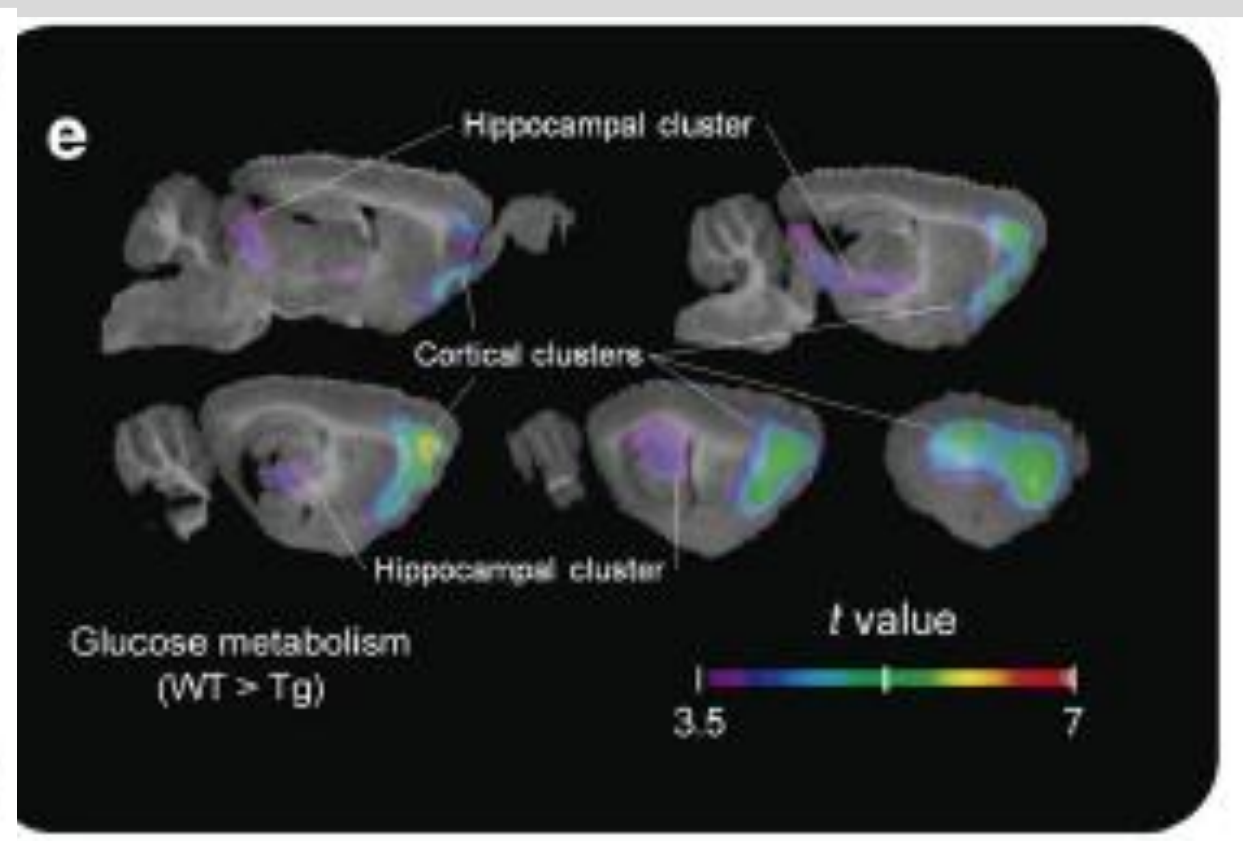 e
Hippocampal cluster
Cortical clusters
Hippocampal cluster
Glucose metabolism
(WT > Tg)
t value
3.5 7